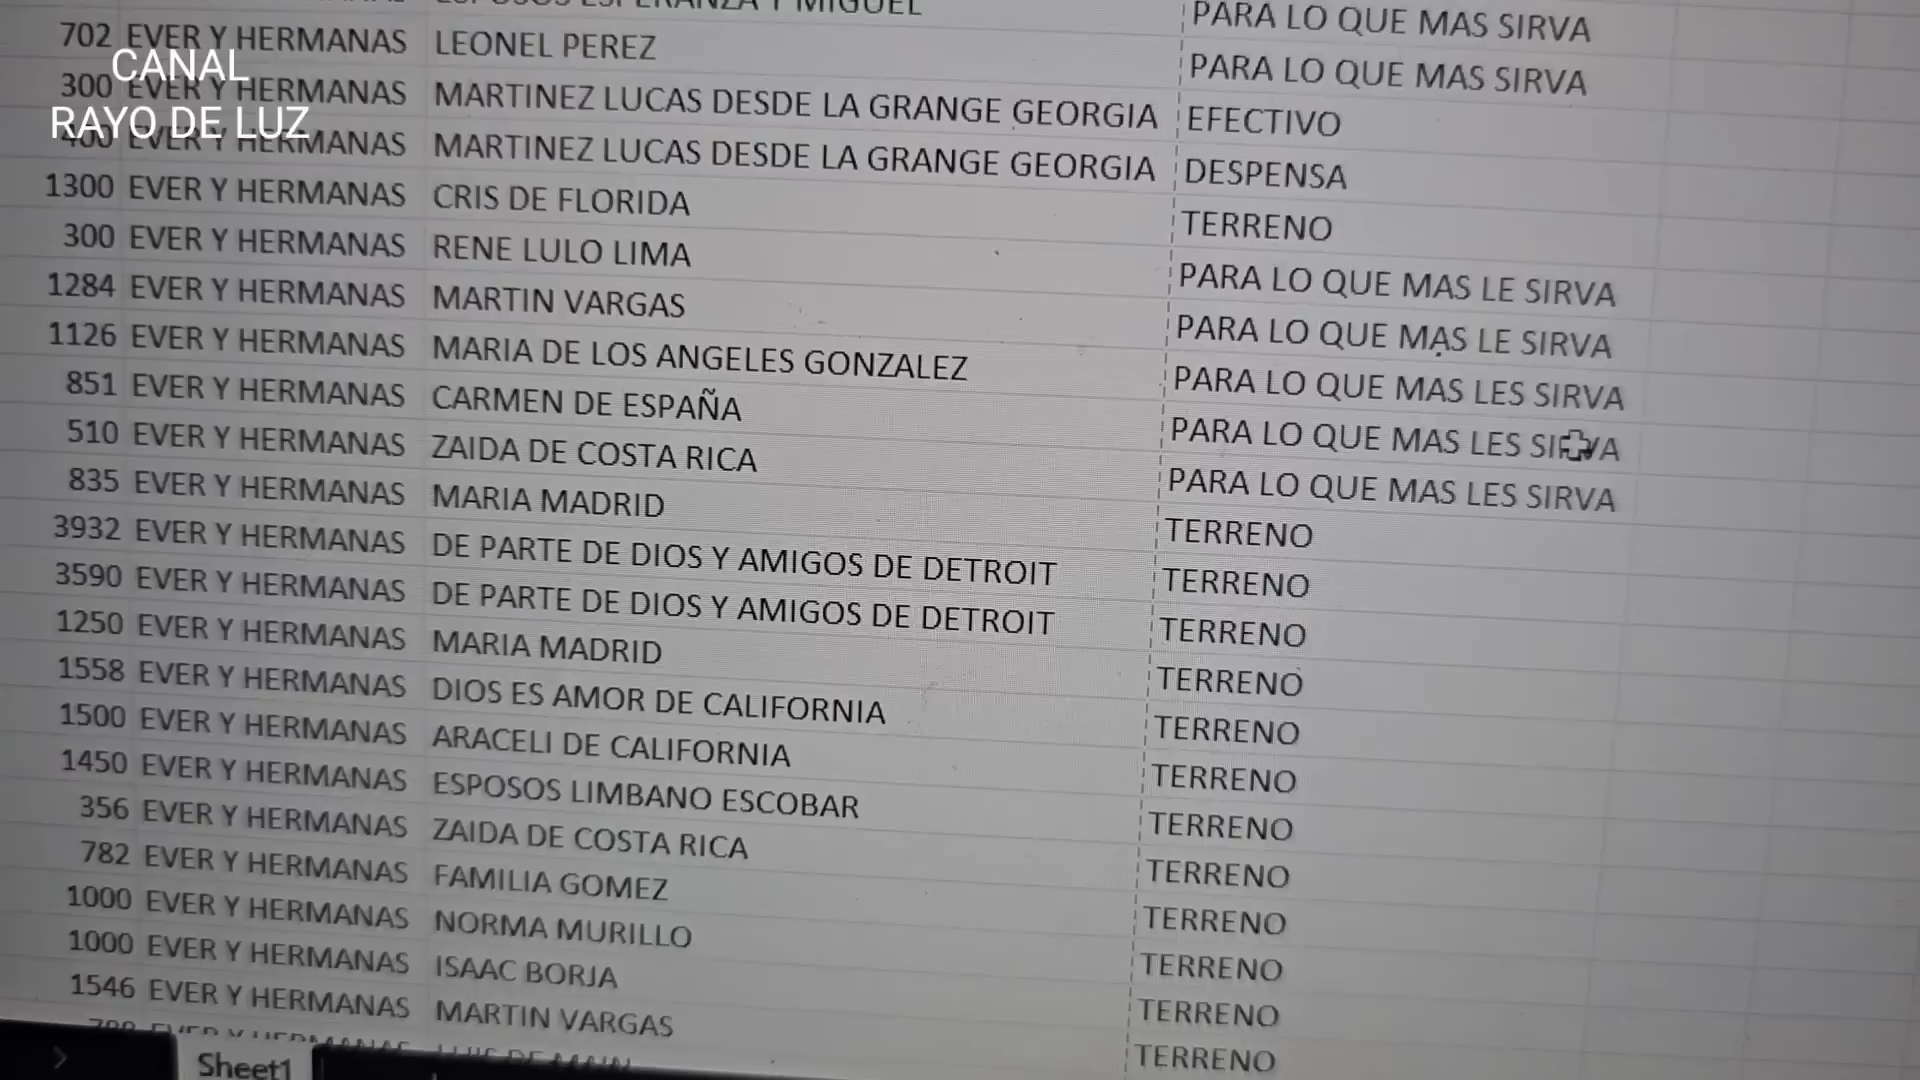 CANAL
RAYO DE LUZ
ESPOSOS ESPERANZA Y MIGUEL PARA LO QUE MAS SIRVA
702 EVER Y HERMANAS LEONEL PEREZ PARA LO QUE MAS SIRVA
300 EVER Y HERMANAS MARTINEZ LUCAS DESDE LA GRANGE GEORGIA EFECTIVO
400 EVER Y HERMANAS MARTINEZ LUCAS DESDE LA GRANGE GEORGIA DESPENSA
1300 EVER Y HERMANAS CRIS DE FLORIDA TERRENO
300 EVER Y HERMANAS RENE LULO LIMA PARA LO QUE MAS LE SIRVA
1284 EVER Y HERMANAS MARTIN VARGAS PARA LO QUE MAS LE SIRVA
1126 EVER Y HERMANAS MARIA DE LOS ANGELES GONZALEZ PARA LO QUE MAS LES SIRVA
851 EVER Y HERMANAS CARMEN DE ESPAÑA PARA LO QUE MAS LES SIRVA
510 EVER Y HERMANAS ZAIDA DE COSTA RICA PARA LO QUE MAS LES SIRVA
835 EVER Y HERMANAS MARIA MADRID TERRENO
3932 EVER Y HERMANAS DE PARTE DE DIOS Y AMIGOS DE DETROIT TERRENO
3590 EVER Y HERMANAS DE PARTE DE DIOS Y AMIGOS DE DETROIT TERRENO
1250 EVER Y HERMANAS MARIA MADRID TERRENO
1558 EVER Y HERMANAS DIOS ES AMOR DE CALIFORNIA TERRENO
1500 EVER Y HERMANAS ARACELI DE CALIFORNIA TERRENO
1450 EVER Y HERMANAS ESPOSOS LIMBANO ESCOBAR TERRENO
356 EVER Y HERMANAS ZAIDA DE COSTA RICA TERRENO
782 EVER Y HERMANAS FAMILIA GOMEZ TERRENO
1000 EVER Y HERMANAS NORMA MURILLO TERRENO
1000 EVER Y HERMANAS ISAAC BORJA TERRENO
1546 EVER Y HERMANAS MARTIN VARGAS TERRENO
EVER Y HERMANAS
Sheet1